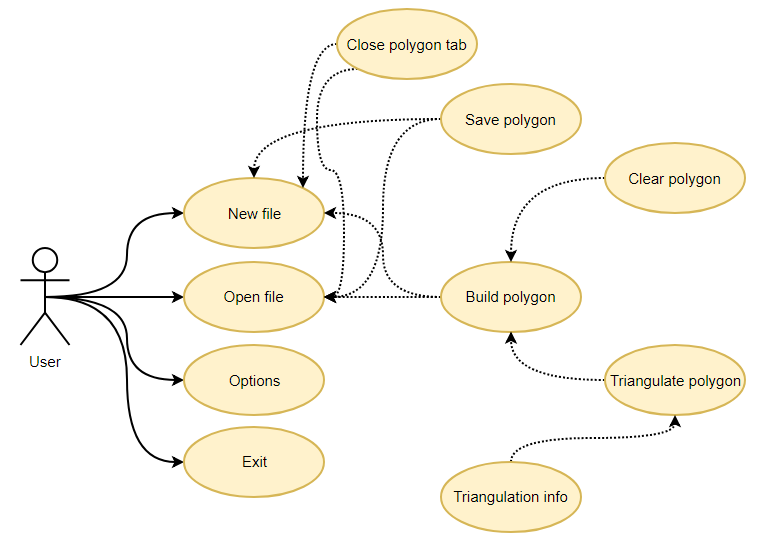 Close polygon tab
Save polygon
Clear polygon
New file
Open file
Build polygon
User
Options
Triangulate polygon
Exit
Triangulation info